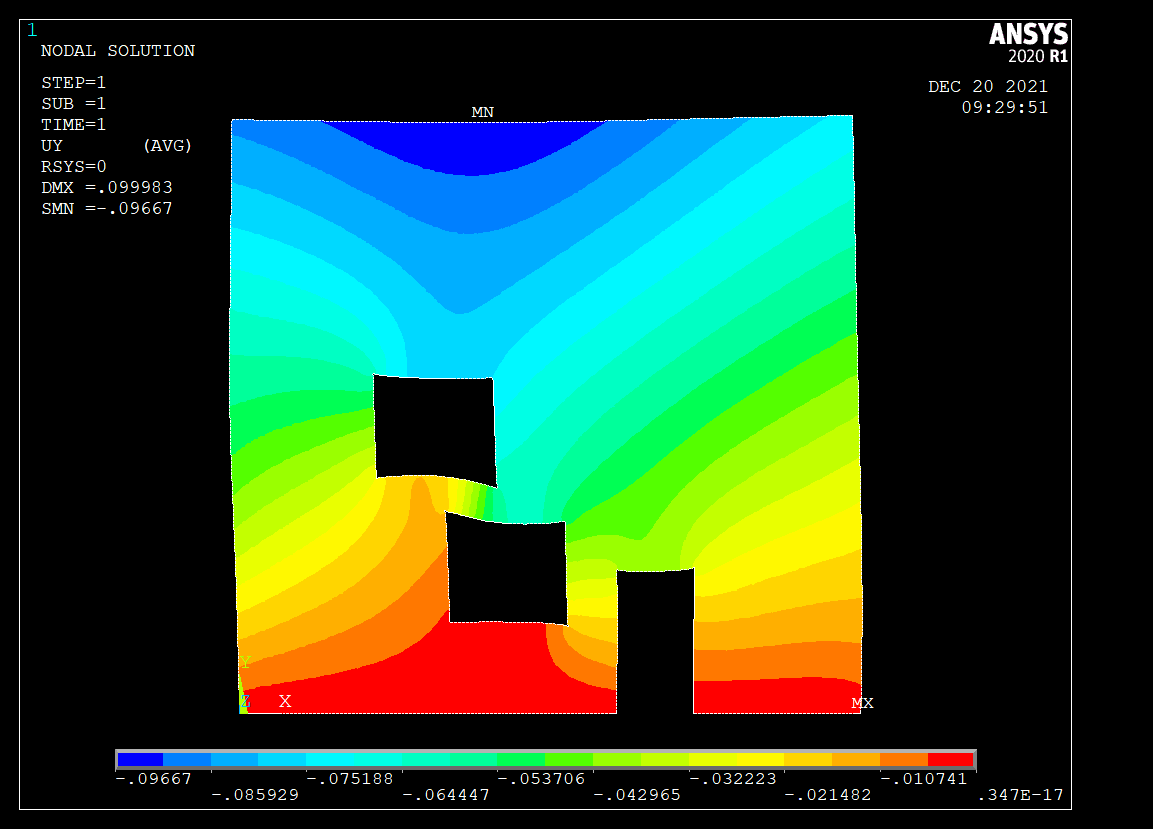 1
NODAL SOLUTION
STEP=1
SUB =1
TIME=1
UY (AVG)
RSYS=0
DMX =.099983
SMN =-.09667
ANSYS
2020 R1
DEC 20 2021
09:29:51
MN
Y
Z X
MX
-.09667 -.075188 -.053706 -.032223 -.010741
-.085929 -.064447 -.042965 -.021482 .347E-17